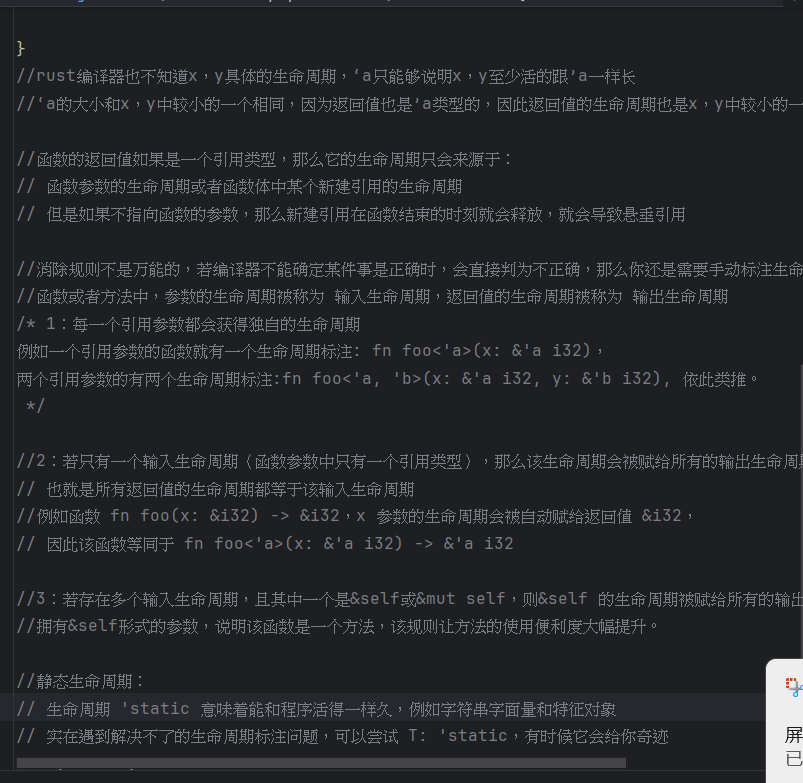 }
//rust编译器也不知道x，y具体的生命周期，‘a只能够说明x，y至少活的跟’a一样长
//‘a的大小和x，y中较小的一个相同，因为返回值也是’a类型的，因此返回值的生命周期也是x，y中较小的一
//函数的返回值如果是一个引用类型，那么它的生命周期只会来源于：
// 函数参数的生命周期或者函数体中某个新建引用的生命周期
// 但是如果不指向函数的参数，那么新建引用在函数结束的时刻就会释放，就会导致悬垂引用
//消除规则不是万能的，若编译器不能确定某件事是正确时，会直接判为不正确，那么你还是需要手动标注生命
//函数或者方法中，参数的生命周期被称为 输入生命周期，返回值的生命周期被称为 输出生命周期
/* 1：每一个引用参数都会获得独自的生命周期
例如一个引用参数的函数就有一个生命周期标注: fn foo<'a>(x: &'a i32)，
两个引用参数的有两个生命周期标注:fn foo<'a, 'b>(x: &'a i32, y: &'b i32), 依此类推。
*/
//2：若只有一个输入生命周期（函数参数中只有一个引用类型），那么该生命周期会被赋给所有的输出生命周
// 也就是所有返回值的生命周期都等于该输入生命周期
//例如函数 fn foo(x: &i32) -> &i32，x 参数的生命周期会被自动赋给返回值 &i32，
// 因此该函数等同于 fn foo<'a>(x: &'a i32) -> &'a i32
//3：若存在多个输入生命周期，且其中一个是&self或&mut self，则&self 的生命周期被赋给所有的输出
//拥有&self形式的参数，说明该函数是一个方法，该规则让方法的使用便利度大幅提升。
//静态生命周期：
// 生命周期 'static 意味着能和程序活得一样久，例如字符串字面量和特征对象
// 实在遇到解决不了的生命周期标注问题，可以尝试 T: 'static，有时候它会给你奇迹
屏
已